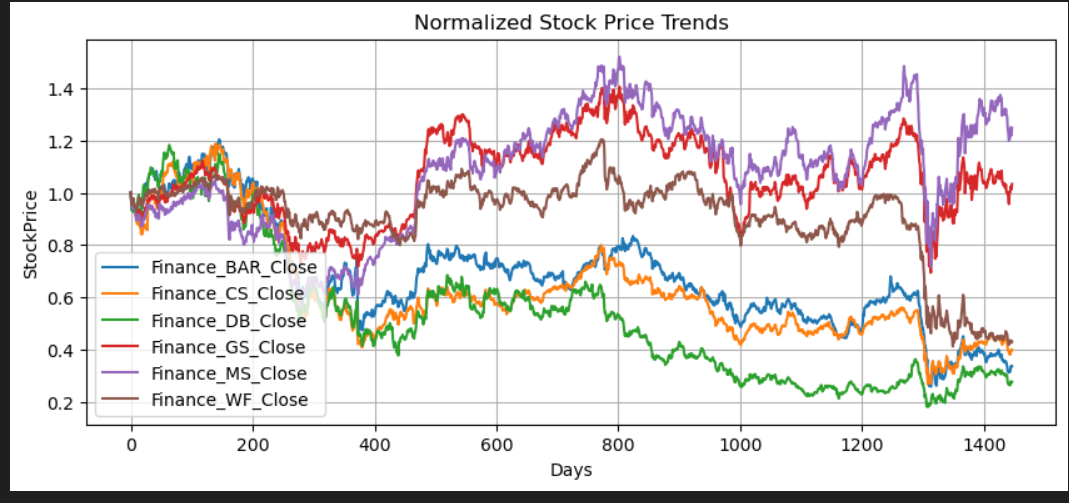 Normalized Stock Price Trends
StockPrice
1.4
1.2
1.0
0.8
0.6
0.4
0.2
Finance_BAR_Close
Finance_CS_Close
Finance_DB_Close
Finance_GS_Close
Finance_MS_Close
Finance_WF_Close
0 200 400 600 800 1000 1200 1400
Days